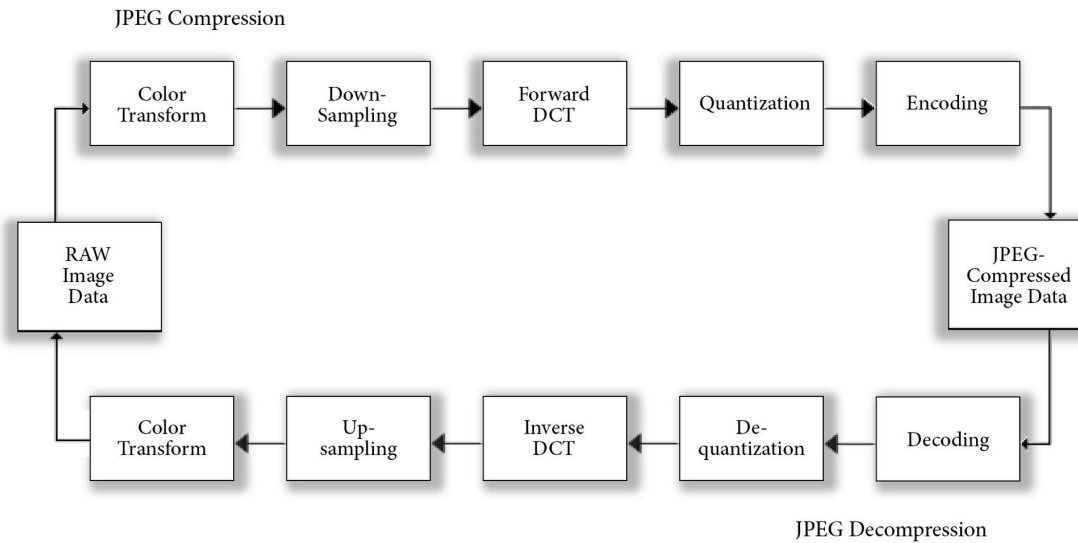 JPEG Compression
Color
Transform
Down-
Sampling
Forward
DCT
Quantization
Encoding
RAW
Image
Data
JPEG-
Compressed
Image Data
Color
Transform
Up-
sampling
Inverse
DCT
De-
quantization
Decoding
JPEG Decompression